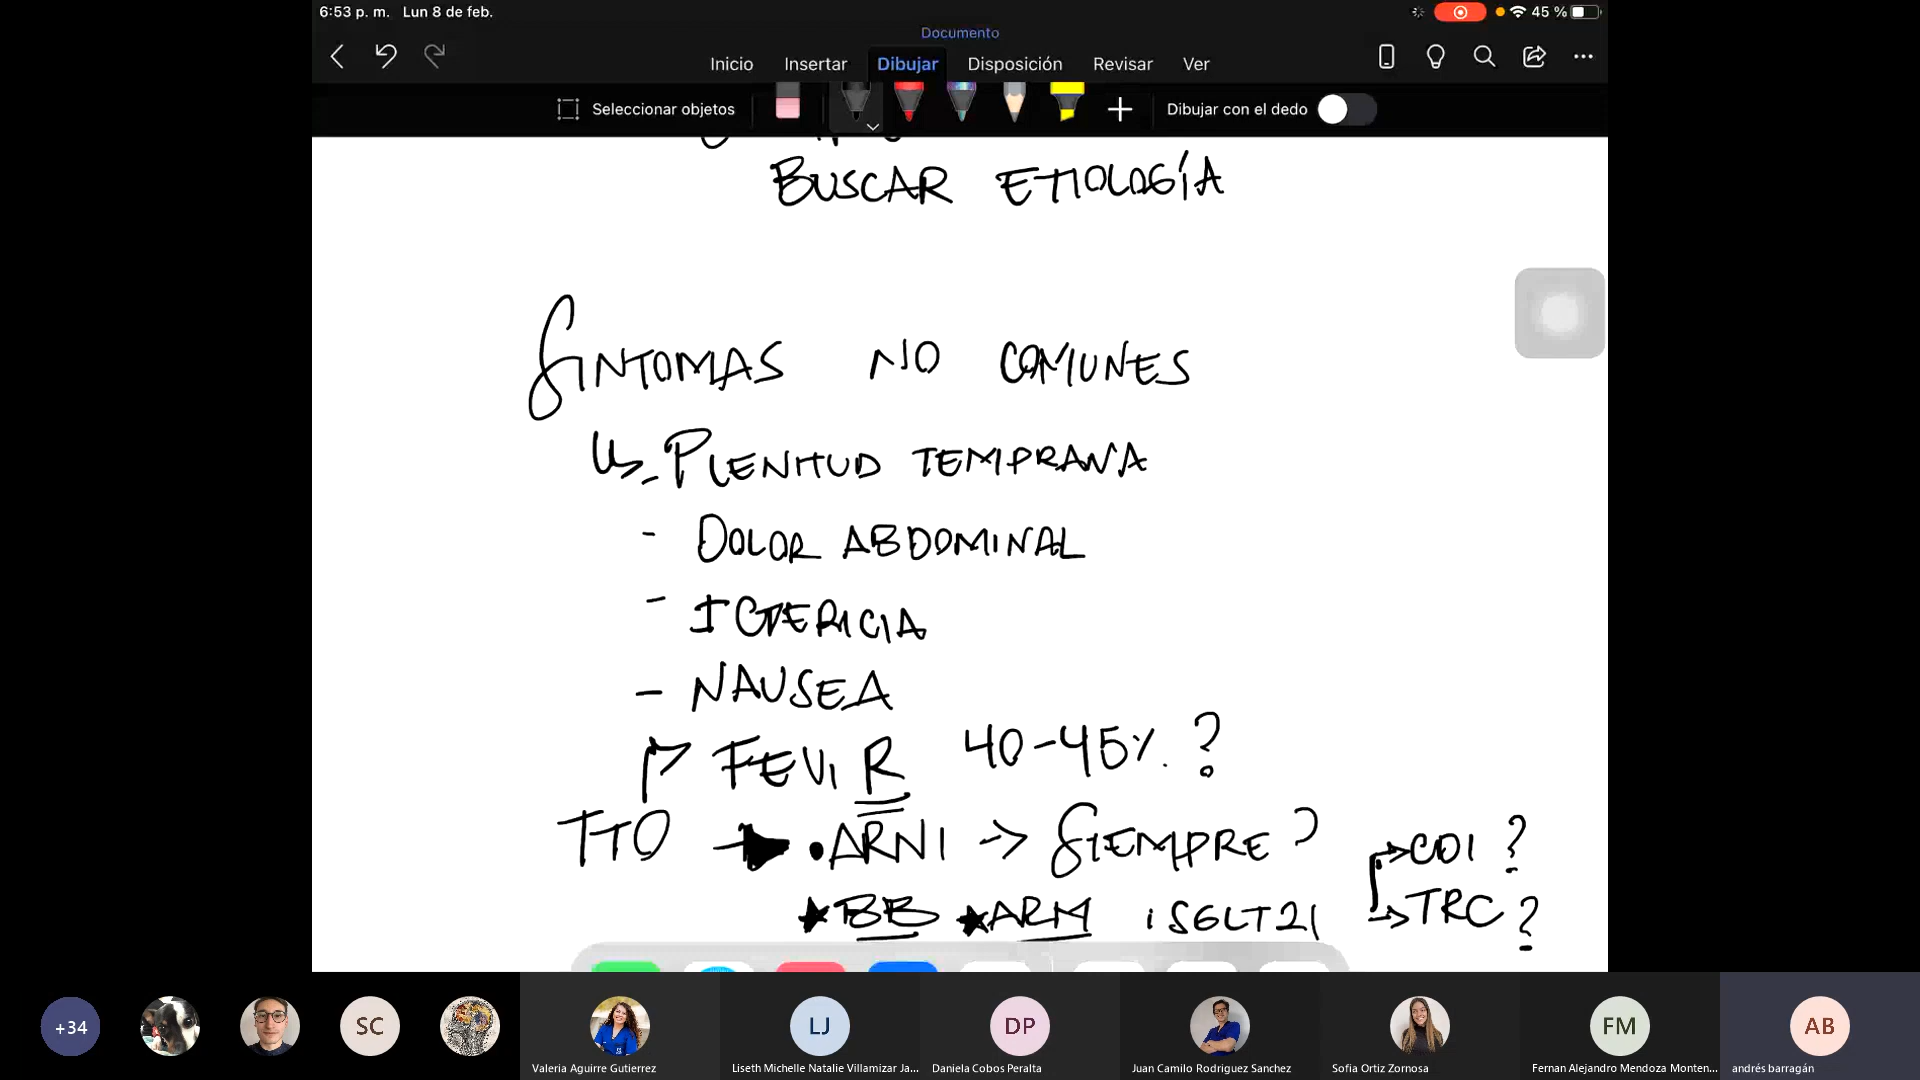 6:53 p. m. Lun 8 de feb.
45 %
Documento
Inicio Insertar Dibujar Disposición Revisar Ver
Seleccionar objetos
Dibujar con el dedo
BUSCAR ETIOLOGÍA
SINTOMAS NO COMUNES
- PLENITUD TEMPRANA
- DOLOR ABDOMINAL
- ICTERICIA
- NAUSEA
FEVI R 40-45% ?
TTO → • ARNI → SIEMPRE ?
→ CDI ?
★ BB ★ ARM iSGLT2i
→ TRC ?
+34
SC
LJ
DP
FM
AB
Valeria Aguirre Gutierrez
Liseth Michelle Natalie Villamizar Ja...
Daniela Cobos Peralta
Juan Camilo Rodriguez Sanchez
Sofia Ortiz Zornosa
Fernan Alejandro Mendoza Monten...
andrés barragán